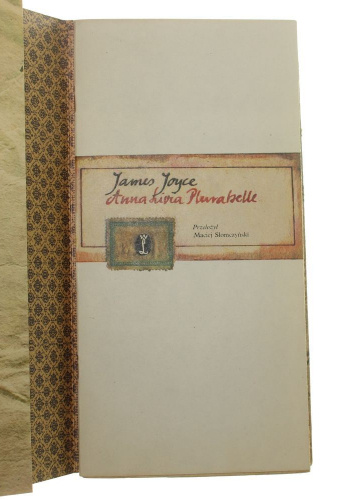 James Joyce
Anna Livia Plurabelle
Przełożył
Maciej Słomczyński